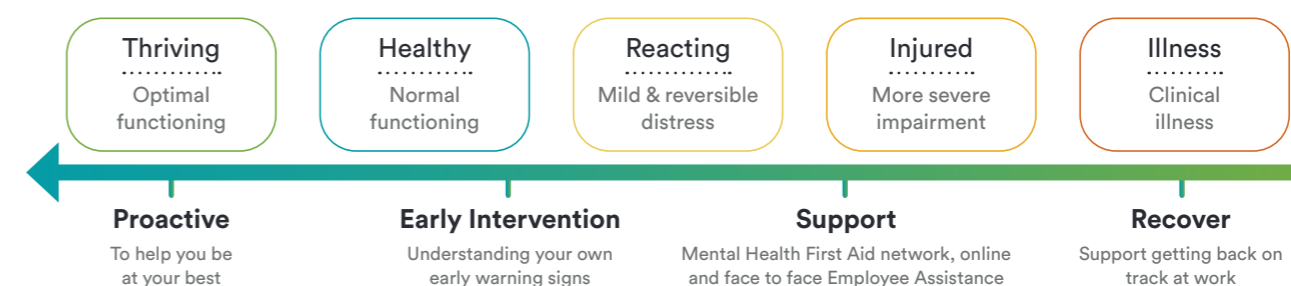 Thriving
Optimal
functioning
Healthy
Normal
functioning
Reacting
Mild & reversible
distress
Injured
More severe
impairment
Illness
Clinical
illness
Proactive
To help you be
at your best
Early Intervention
Understanding your own
early warning signs
Support
Mental Health First Aid network, online
and face to face Employee Assistance
Recover
Support getting back on
track at work